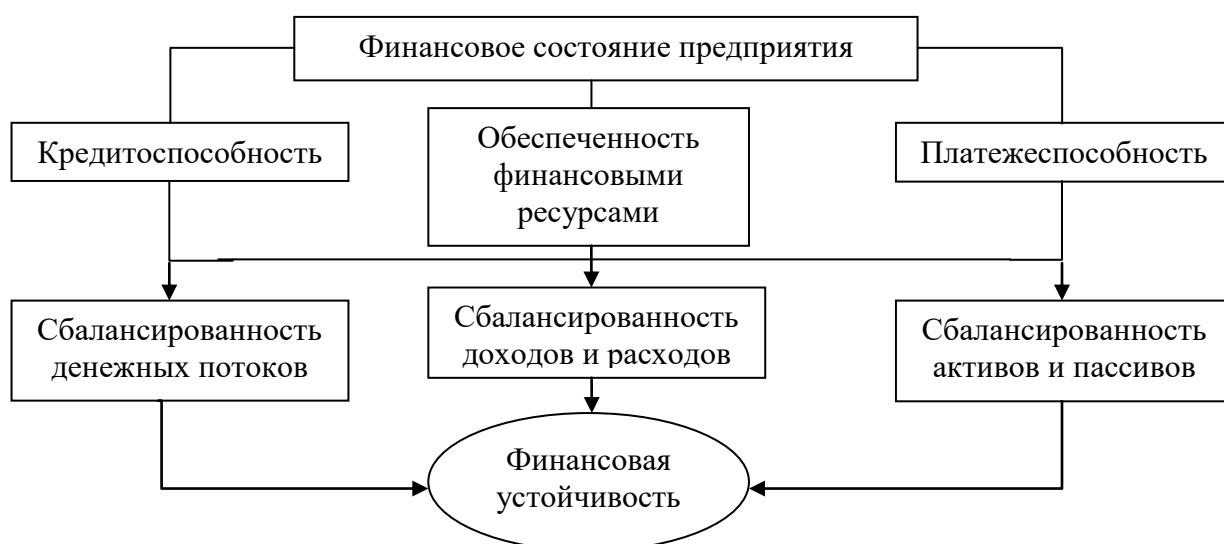 Финансовое состояние предприятия
Кредитоспособность
Обеспеченность
финансовыми
ресурсами
Платежеспособность
Сбалансированность
денежных потоков
Сбалансированность
доходов и расходов
Сбалансированность
активов и пассивов
Финансовая
устойчивость